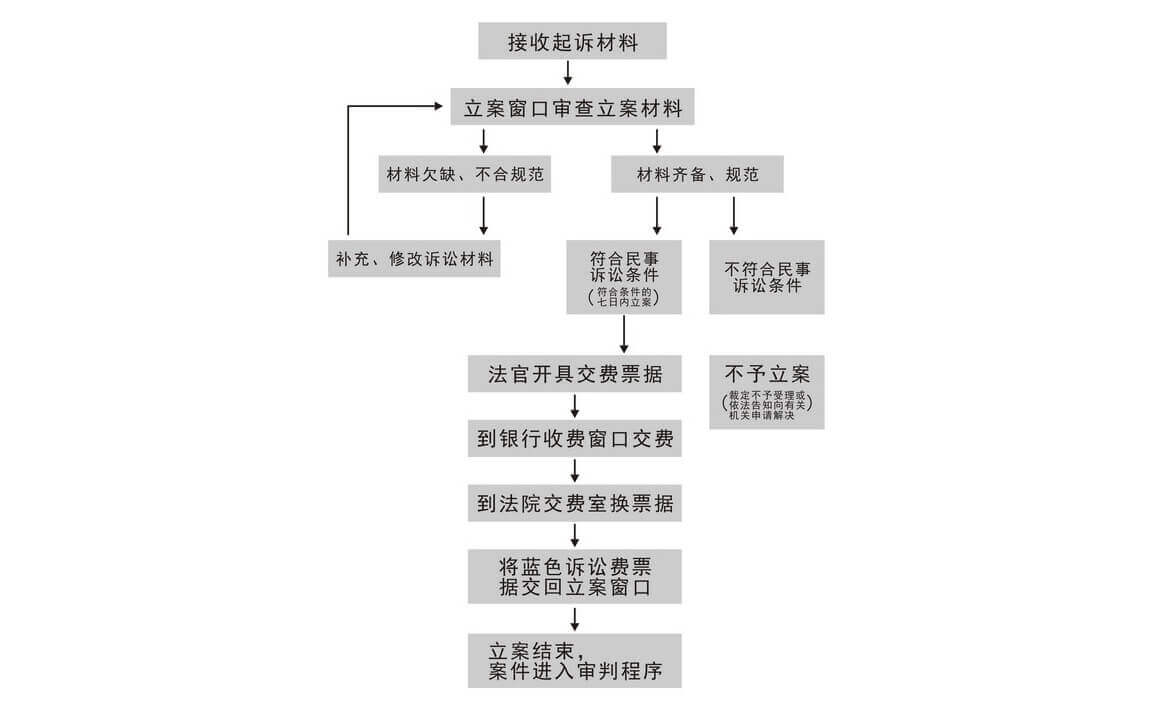 接收起诉材料
立案窗口审查立案材料
材料欠缺、不合规范
材料齐备、规范
补充、修改诉讼材料
符合民事
诉讼条件
(符合条件的
七日内立案)
不符合民事
诉讼条件
法官开具交费票据
不予立案
(裁定不予受理或
依法告知向有关
机关申请解决)
到银行收费窗口交费
到法院交费室换票据
将蓝色诉讼费票
据交回立案窗口
立案结束，
案件进入审判程序